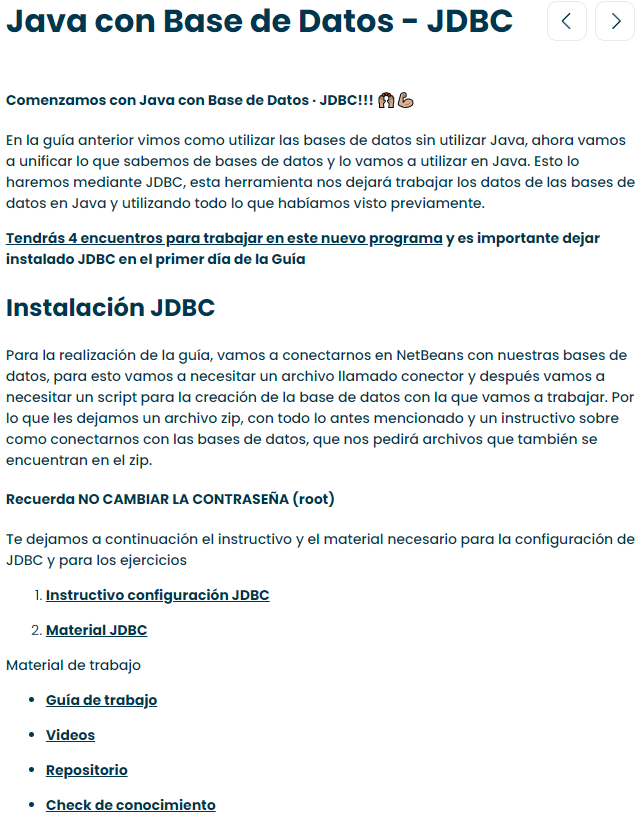 Java con Base de Datos - JDBC
Comenzamos con Java con Base de Datos · JDBC!!!
En la guía anterior vimos como utilizar las bases de datos sin utilizar Java, ahora vamos
a unificar lo que sabemos de bases de datos y lo vamos a utilizar en Java. Esto lo
haremos mediante JDBC, esta herramienta nos dejará trabajar los datos de las bases de
datos en Java y utilizando todo lo que habíamos visto previamente.
Tendrás 4 encuentros para trabajar en este nuevo programa y es importante dejar
instalado JDBC en el primer día de la Guía
Instalación JDBC
Para la realización de la guía, vamos a conectarnos en NetBeans con nuestras bases de
datos, para esto vamos a necesitar un archivo llamado conector y después vamos a
necesitar un script para la creación de la base de datos con la que vamos a trabajar. Por
lo que les dejamos un archivo zip, con todo lo antes mencionado y un instructivo sobre
como conectarnos con las bases de datos, que nos pedirá archivos que también se
encuentran en el zip.
Recuerda NO CAMBIAR LA CONTRASEÑA (root)
Te dejamos a continuación el instructivo y el material necesario para la configuración de
JDBC y para los ejercicios
1. Instructivo configuración JDBC
2. Material JDBC
Material de trabajo
• Guía de trabajo
• Videos
• Repositorio
• Check de conocimiento